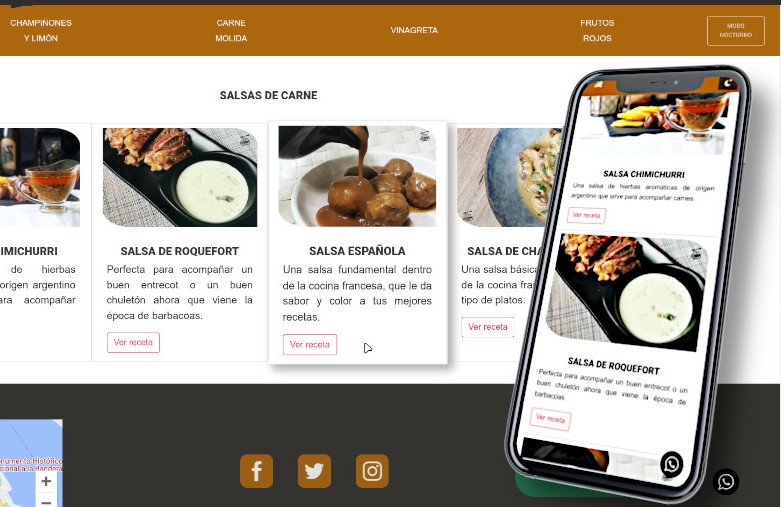 CHAMPIÑONES
Y LIMÓN
CARNE
MOLIDA
VINAGRETA
FRUTOS
ROJOS
MODO
NOCTURNO
SALSAS DE CARNE
IMICHURRI
de hierbas
origen argentino
ara acompañar
SALSA DE ROQUEFORT
Perfecta para acompañar un
buen entrecot o un buen
chuletón ahora que viene la
época de barbacoas.
Ver receta
SALSA ESPAÑOLA
Una salsa fundamental dentro
de la cocina francesa, que le da
sabor y color a tus mejores
recetas.
Ver receta
SALSA DE CHA
Una salsa básica
de la cocina fran
tipo de platos.
Ver receta
SALSA CHIMICHURRI
Una salsa de hierbas aromáticas de origen
argentino que sirve para acompañar carnes.
Ver receta
SALSA DE ROQUEFORT
Perfecta para acompañar un buen entrecot o un
buen chuletón ahora que viene la época de
barbacoas.
Ver receta
onumento Histórico
cional a la Bandera